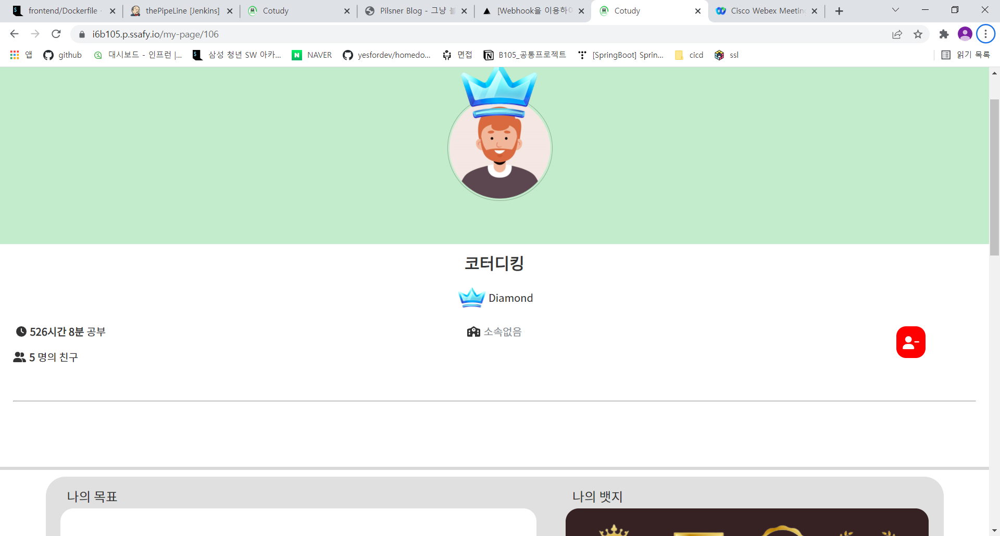 frontend/Dockerfile
thePipeLine [Jenkins]
Cotudy
Pilsner Blog - 그냥
[Webhook을 이용하여
Cotudy
Cisco Webex Meeting
i6b105.p.ssafy.io/my-page/106
앱
github
대시보드 - 인프런 |...
삼성 청년 SW 아카...
NAVER
yesfordev/homedo...
면접
B105_공통프로젝트
[SpringBoot] Sprin...
cicd
ssl
읽기 목록
코터디킹
Diamond
526시간 8분 공부
소속없음
5 명의 친구
나의 목표
나의 뱃지